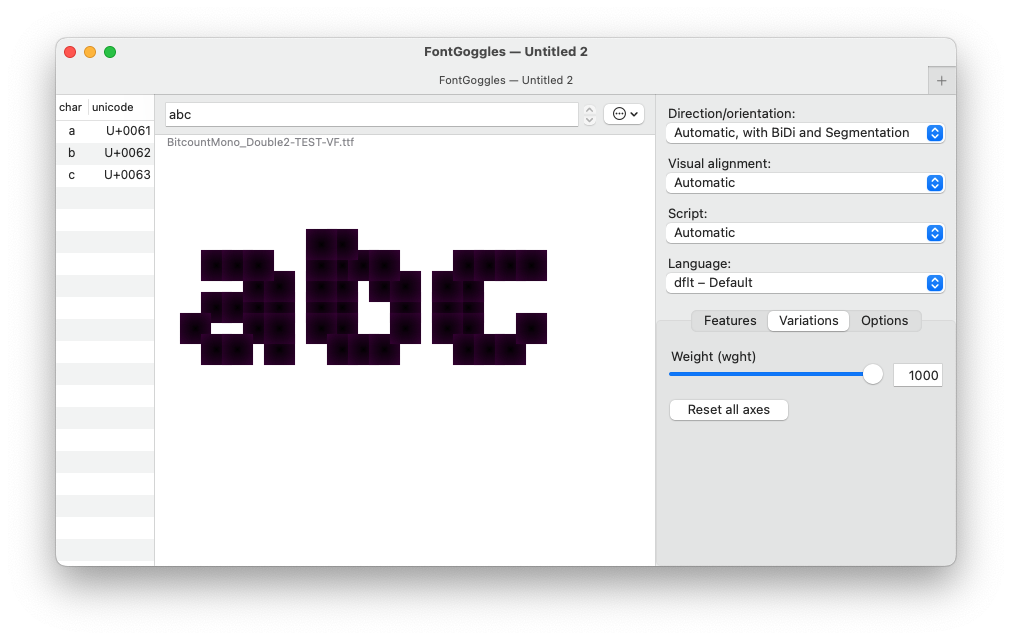 FontGoggles — Untitled 2
FontGoggles — Untitled 2
+
char unicode
a U+0061
b U+0062
c U+0063
abc
BitcountMono_Double2-TEST-VF.ttf
abc
Direction/orientation:
Automatic, with BiDi and Segmentation
Visual alignment:
Automatic
Script:
Automatic
Language:
dflt – Default
Features Variations Options
Weight (wght)
1000
Reset all axes